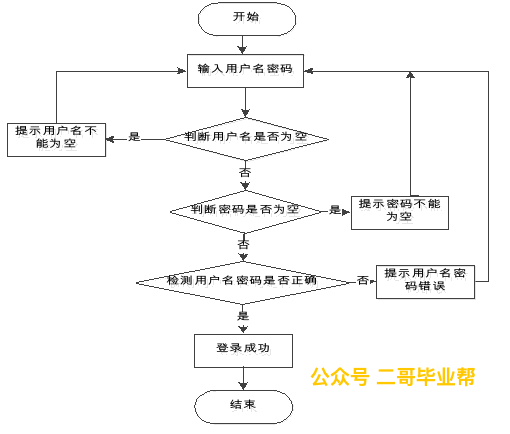 开始
输入用户名密码
提示用户名不
能为空
是
判断用户名是否为空
否
判断密码是否为空
是
提示密码不能
为空
否
检测用户名密码是否正确
否
提示用户名密
码错误
是
登录成功
公众号 二哥毕业帮
结束